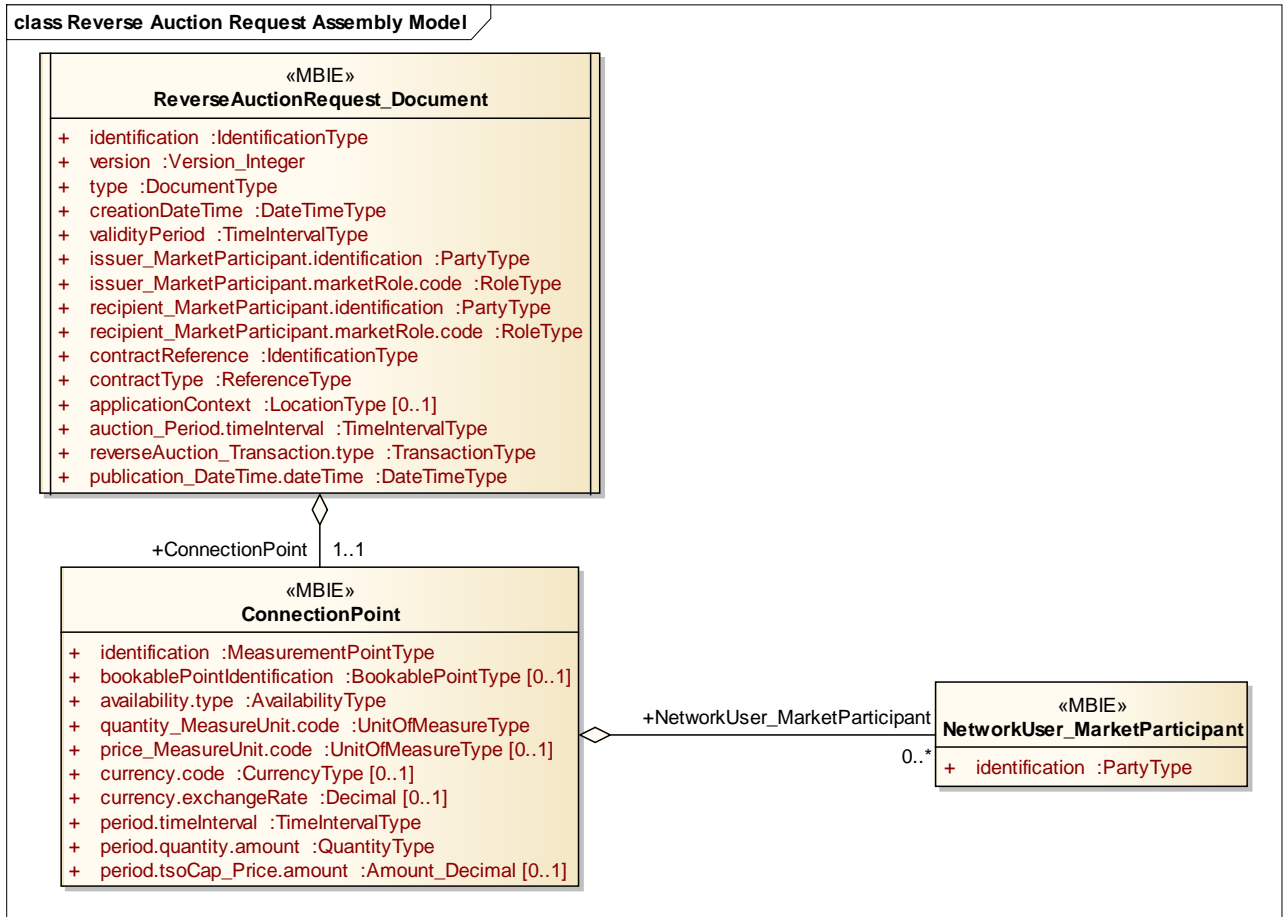 class Reverse Auction Request Assembly Model
«MBIE»
ReverseAuctionRequest_Document
+ identification :IdentificationType
+ version :Version_Integer
+ type :DocumentType
+ creationDateTime :DateTimeType
+ validityPeriod :TimeIntervalType
+ issuer_MarketParticipant.identification :PartyType
+ issuer_MarketParticipant.marketRole.code :RoleType
+ recipient_MarketParticipant.identification :PartyType
+ recipient_MarketParticipant.marketRole.code :RoleType
+ contractReference :IdentificationType
+ contractType :ReferenceType
+ applicationContext :LocationType [0..1]
+ auction_Period.timeInterval :TimeIntervalType
+ reverseAuction_Transaction.type :TransactionType
+ publication_DateTime.dateTime :DateTimeType
+ConnectionPoint 1..1
«MBIE»
ConnectionPoint
+ identification :MeasurementPointType
+ bookablePointIdentification :BookablePointType [0..1]
+ availability.type :AvailabilityType
+ quantity_MeasureUnit.code :UnitOfMeasureType
+ price_MeasureUnit.code :UnitOfMeasureType [0..1]
+ currency.code :CurrencyType [0..1]
+ currency.exchangeRate :Decimal [0..1]
+ period.timeInterval :TimeIntervalType
+ period.quantity.amount :QuantityType
+ period.tsoCap_Price.amount :Amount_Decimal [0..1]
+NetworkUser_MarketParticipant
0..*
«MBIE»
NetworkUser_MarketParticipant
+ identification :PartyType